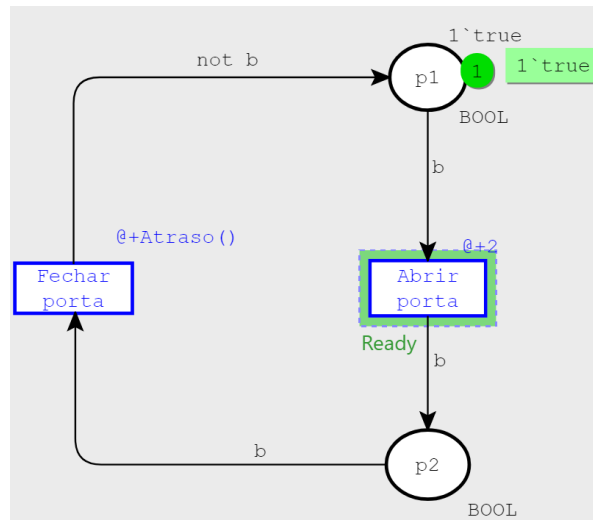 1`true
not b
p1
1
1`true
BOOL
b
@+Atraso()
@+2
Fechar
porta
Abrir
porta
Ready
b
b
p2
BOOL